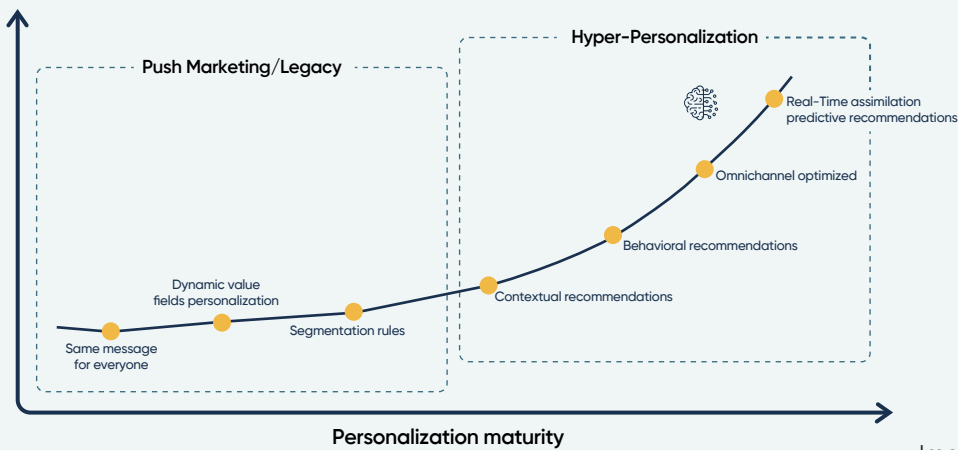 Hyper-Personalization
Push Marketing/Legacy
Real-Time assimilation
predictive recommendations
Omnichannel optimized
Behavioral recommendations
Dynamic value
fields personalization
Contextual recommendations
Segmentation rules
Same message
for everyone
Personalization maturity